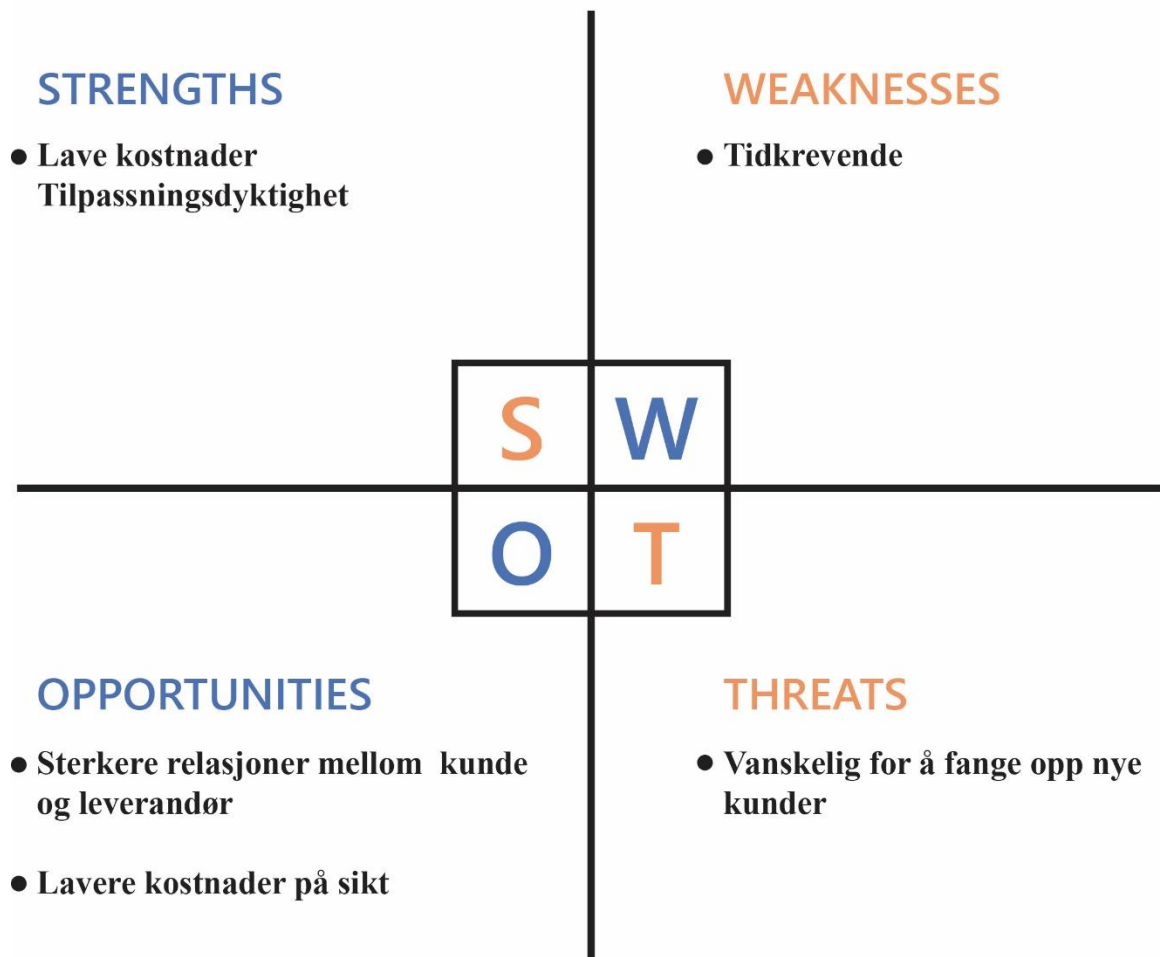 STRENGTHS
● Lave kostnader
Tilpassningsdyktighet
WEAKNESSES
● Tidkrevende
S W
O T
OPPORTUNITIES
● Sterkere relasjoner mellom kunde
og leverandør
● Lavere kostnader på sikt
THREATS
● Vanskelig for å fange opp nye
kunder